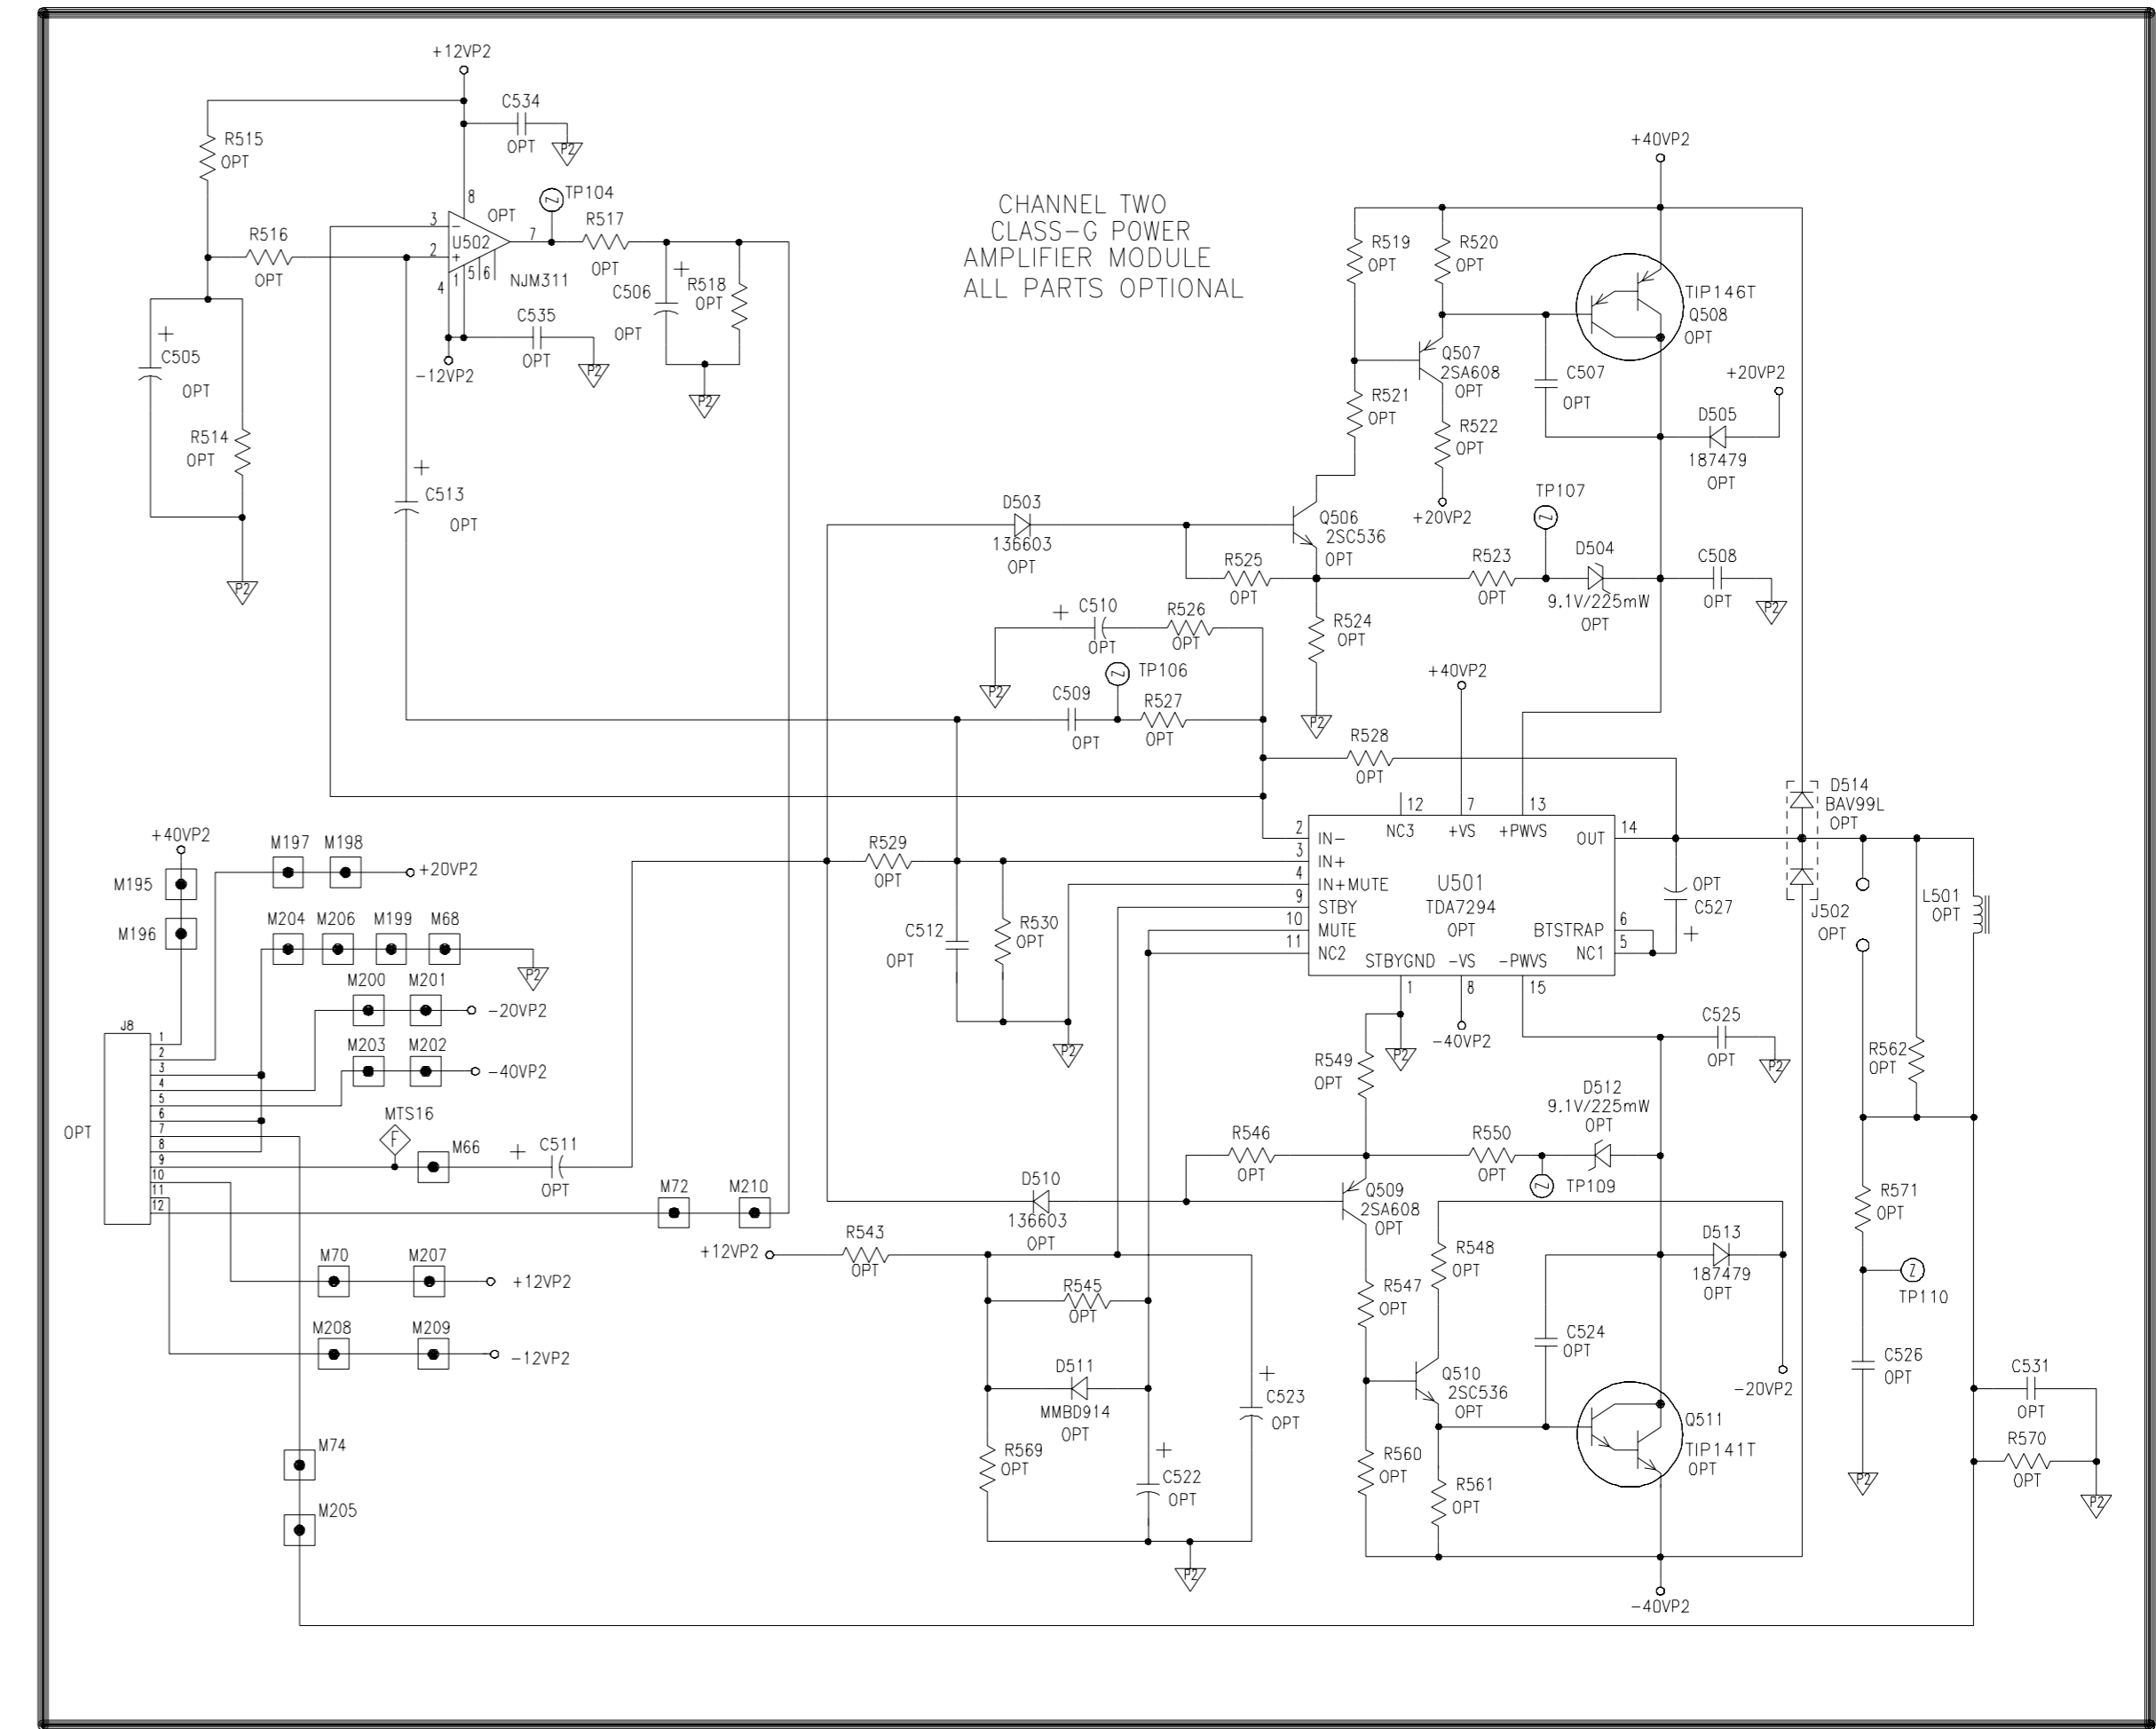 +12VP2
C534
OPT
P2
R515
OPT
8
OPT
TP104
Z
R517
OPT
3
-
U502
2
+
7
1
5
6
4
NJM311
R516
OPT
C506
+
OPT
R518
OPT
P2
C535
OPT
P2
-12VP2
+
C505
OPT
R514
OPT
P2
+
C513
OPT
CHANNEL TWO
CLASS-G POWER
AMPLIFIER MODULE
ALL PARTS OPTIONAL
+40VP2
R519
OPT
R520
OPT
TIP146T
Q508
OPT
Q507
2SA608
OPT
C507
OPT
+20VP2
D505
187479
OPT
R521
OPT
R522
OPT
+20VP2
TP107
Z
D503
136603
OPT
Q506
2SC536
OPT
R525
OPT
R523
OPT
D504
9.1V/225mW
OPT
C508
OPT
P2
+
C510
OPT
R526
OPT
P2
R524
OPT
P2
TP106
Z
C509
OPT
R527
OPT
+40VP2
R528
OPT
D514
BAV99L
OPT
12
7
13
NC3
+VS
+PWVS
OUT
14
2
IN-
3
IN+
4
IN+MUTE
9
STBY
10
MUTE
11
NC2
U501
TDA7294
OPT
BTSTRAP
6
NC1
5
STBYGND
-VS
-PWVS
1
8
15
OPT
C527
+
J502
OPT
L501
OPT
R529
OPT
C512
OPT
R530
OPT
P2
-40VP2
P2
R549
OPT
C525
OPT
P2
R562
OPT
+40VP2
M195
M196
M197
M198
+20VP2
M204
M206
M199
M68
P2
M200
M201
-20VP2
M203
M202
-40VP2
J8
OPT
1
2
3
4
5
6
7
8
9
10
11
12
MTS16
F
M66
+
C511
OPT
M72
M210
M70
M207
+12VP2
M208
M209
-12VP2
M74
M205
D512
9.1V/225mW
OPT
R546
OPT
R550
OPT
Z
TP109
D510
136603
OPT
Q509
2SA608
OPT
+12VP2
R543
OPT
R545
OPT
D511
MMBD914
OPT
R569
OPT
+
C522
OPT
+
C523
OPT
P2
R548
OPT
R547
OPT
D513
187479
OPT
C524
OPT
-20VP2
Q510
2SC536
OPT
Q511
TIP141T
OPT
R560
OPT
R561
OPT
-40VP2
R571
OPT
Z
TP110
C526
OPT
P2
C531
OPT
R570
OPT
P2